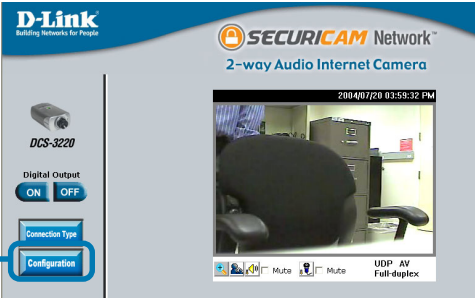 D-Link
Building Networks for People
SECURICAM Network™
2-way Audio Internet Camera
2004/07/20 03:59:32 PM
DCS-3220
Digital Output
ON OFF
Connection Type
Configuration
Mute Mute
UDP AV
Full-duplex